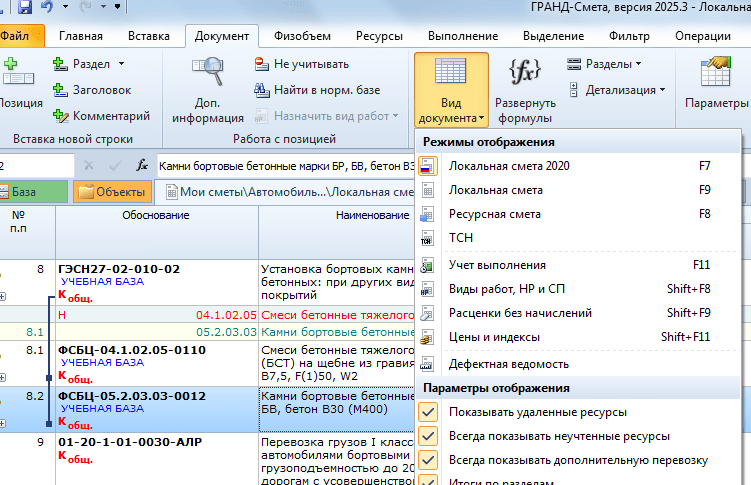 ГРАНД-Смета, версия 2025.3 - Локальна
Файл Главная Вставка Документ Физобъем Ресурсы Выполнение Выделение Фильтр Операции
Позиция
Раздел
Заголовок
Комментарий
Вставка новой строки
Доп. информация
Не учитывать
Найти в норм. базе
Назначить вид работ
Работа с позицией
Вид документа
Развернуть формулы
Разделы
Детализация
Параметры
2 fx Камни бортовые бетонные марки БР, БВ, бетон В3
База Объекты Мои сметы\Автомобиль...\Локальная сме
№ п.п Обоснование Наименование
8 ГЭСН27-02-010-02 Установка бортовых камн
УЧЕБНАЯ БАЗА бетонных: при других вид
К общ. покрытий
Н 04.1.02.05 Смеси бетонные тяжелого
8.1 05.2.03.03 Камни бортовые бетонные
8.1 ФСБЦ-04.1.02.05-0110 Смеси бетонные тяжелого
УЧЕБНАЯ БАЗА (БСТ) на щебне из гравия
К общ. В7,5, F(1)50, W2
8.2 ФСБЦ-05.2.03.03-0012 Камни бортовые бетонные
УЧЕБНАЯ БАЗА БВ, бетон В30 (М400)
К общ.
9 01-20-1-01-0030-АЛР Перевозка грузов I класс
К общ. автомобилями бортовыми
грузоподъемностью до 20
дорогам с усовершенствов
Режимы отображения
Локальная смета 2020 F7
Локальная смета F9
Ресурсная смета F8
ТСН ТСН
Учет выполнения F11
Виды работ, НР и СП Shift+F8
Расценки без начислений Shift+F9
Цены и индексы Shift+F11
Дефектная ведомость
Параметры отображения
Показывать удаленные ресурсы
Всегда показывать неучтенные ресурсы
Всегда показывать дополнительную перевозку
Итоги по разделам